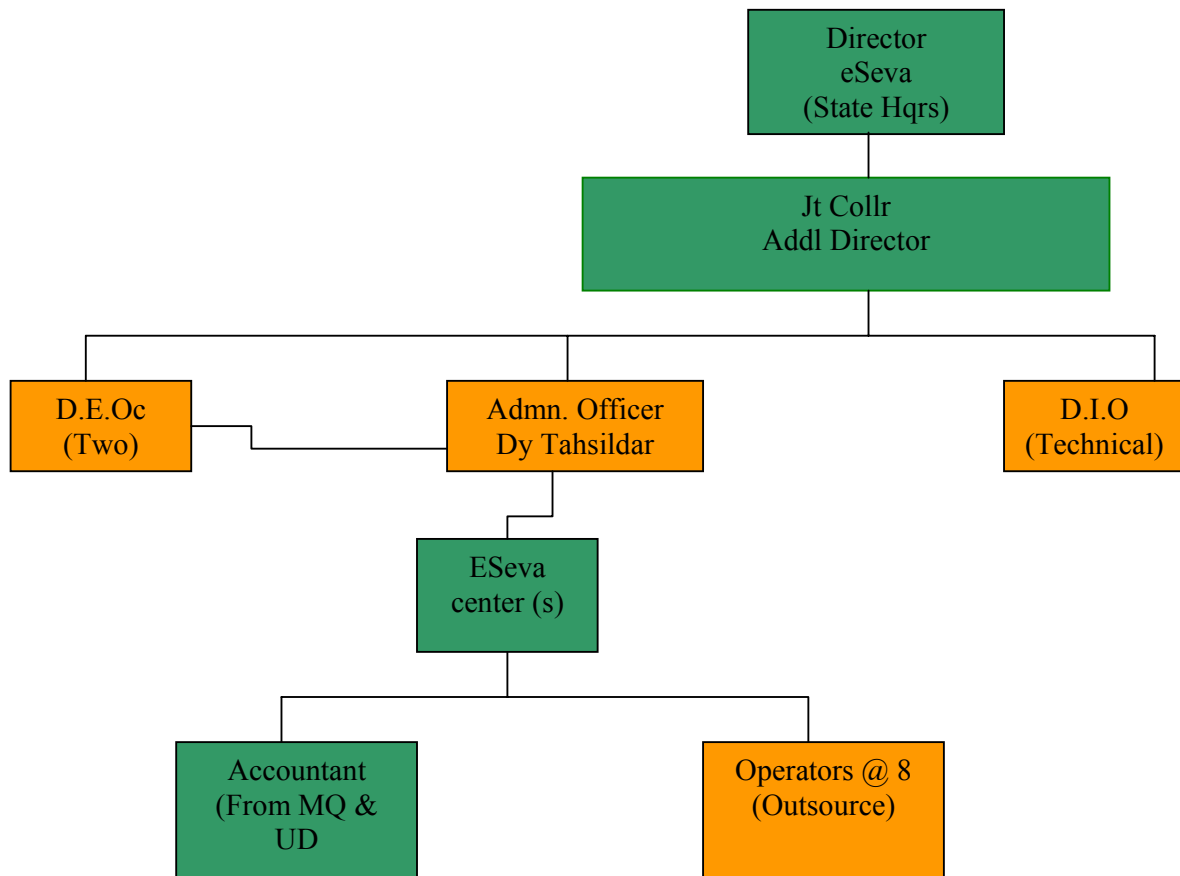 Director
eSeva
(State Hqrs)
Jt Collr
Addl Director
D.E.Oc
(Two)
Admn. Officer
Dy Tahsildar
D.I.O
(Technical)
ESeva
center (s)
Accountant
(From MQ &
UD
Operators @ 8
(Outsource)